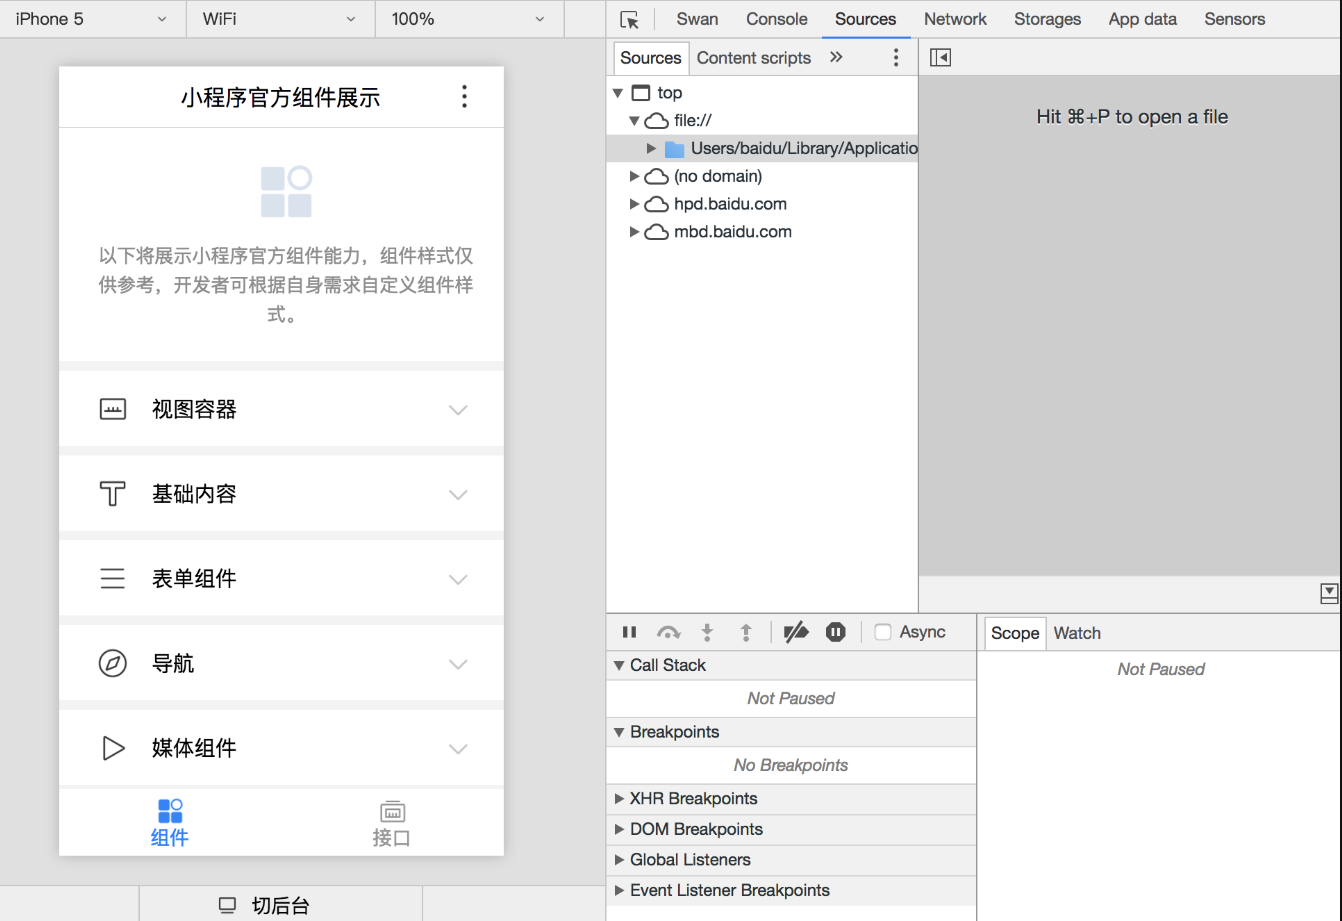 iPhone 5 WiFi 100%
Swan Console Sources Network Storages App data Sensors
Sources Content scripts »
小程序官方组件展示
以下将展示小程序官方组件能力，组件样式仅
供参考，开发者可根据自身需求自定义组件样
式。
视图容器
基础内容
表单组件
导航
媒体组件
组件 接口
切后台
top
file://
Users/baidu/Library/Applicatio
(no domain)
hpd.baidu.com
mbd.baidu.com
Hit ⌘+P to open a file
Async
Call Stack
Not Paused
Breakpoints
No Breakpoints
XHR Breakpoints
DOM Breakpoints
Global Listeners
Event Listener Breakpoints
Scope Watch
Not Paused